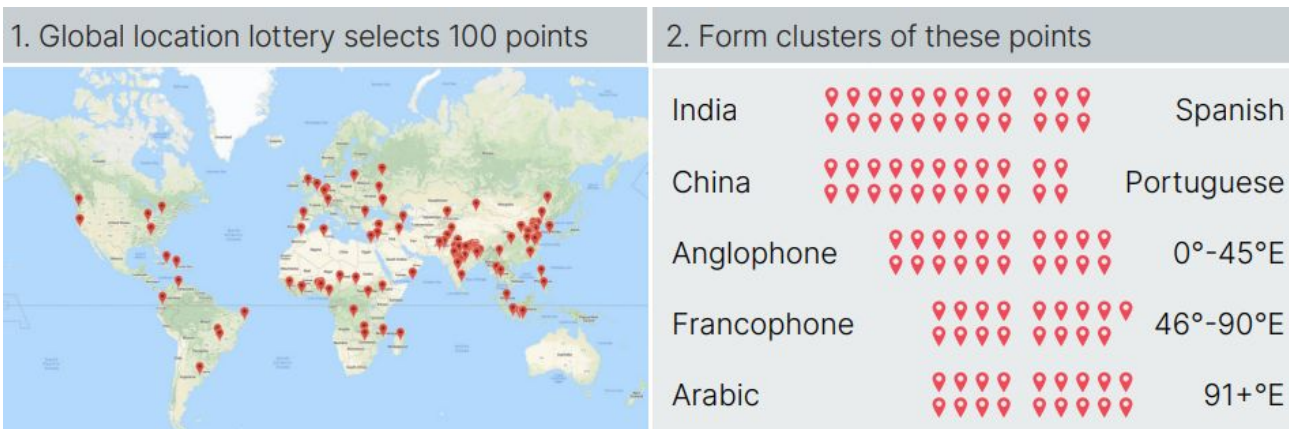 1. Global location lottery selects 100 points
2. Form clusters of these points
India Spanish
China Portuguese
Anglophone 0°-45°E
Francophone 46°-90°E
Arabic 91+°E